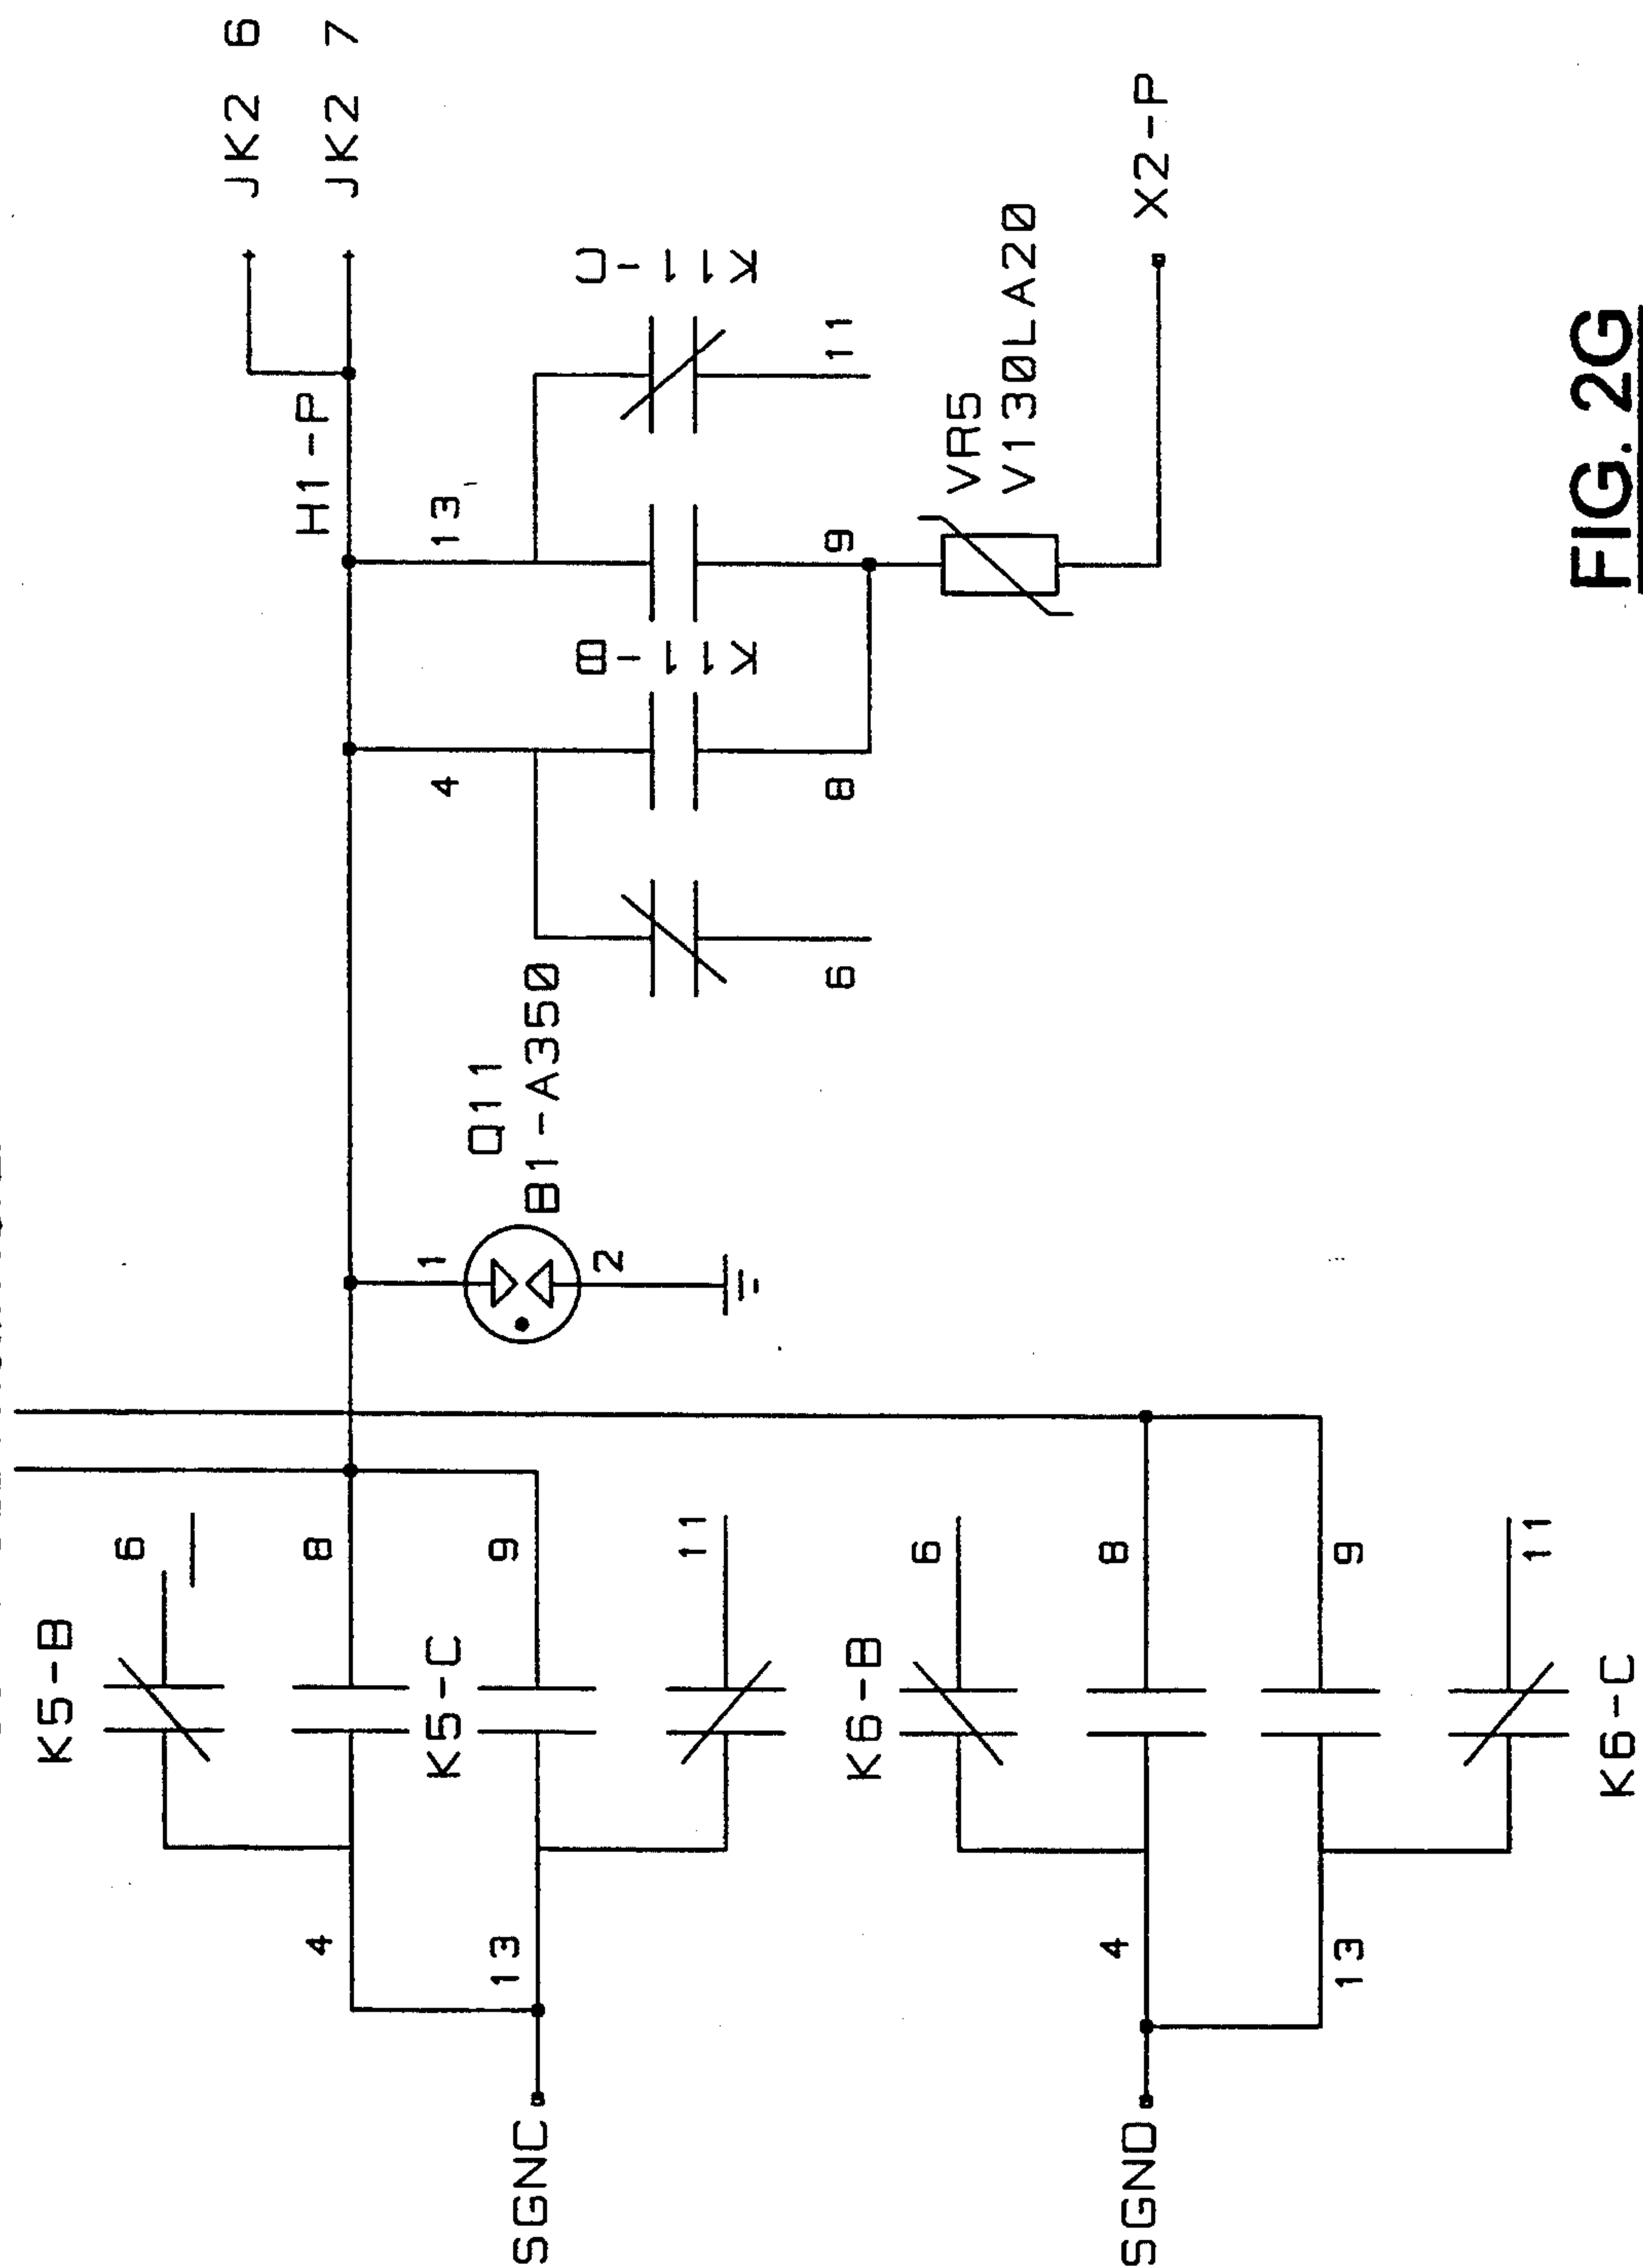 JK2 6
JK2 7
H1-P
13
4
K11-C
11
9
K11-B
8
6
VR5
V130LA20
X2-P
Q11
B1-A350
1
2
K5-B
6
8
K5-C
9
11
4
13
SGNC
K6-B
6
8
9
11
K6-C
4
13
SGND
FIG. 2G